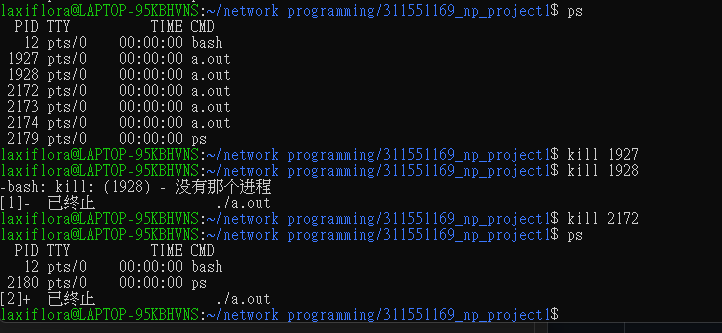 laxiflora@LAPTOP-95KBHVNS:~/network programming/311551169_np_project1$ ps
  PID TTY          TIME CMD
   12 pts/0    00:00:00 bash
 1927 pts/0    00:00:00 a.out
 1928 pts/0    00:00:00 a.out
 2172 pts/0    00:00:00 a.out
 2173 pts/0    00:00:00 a.out
 2174 pts/0    00:00:00 a.out
 2179 pts/0    00:00:00 ps
laxiflora@LAPTOP-95KBHVNS:~/network programming/311551169_np_project1$ kill 1927
laxiflora@LAPTOP-95KBHVNS:~/network programming/311551169_np_project1$ kill 1928
-bash: kill: (1928) - 没有那个进程
[1]-  已终止               ./a.out
laxiflora@LAPTOP-95KBHVNS:~/network programming/311551169_np_project1$ kill 2172
laxiflora@LAPTOP-95KBHVNS:~/network programming/311551169_np_project1$ ps
  PID TTY          TIME CMD
   12 pts/0    00:00:00 bash
 2180 pts/0    00:00:00 ps
[2]+  已终止               ./a.out
laxiflora@LAPTOP-95KBHVNS:~/network programming/311551169_np_project1$